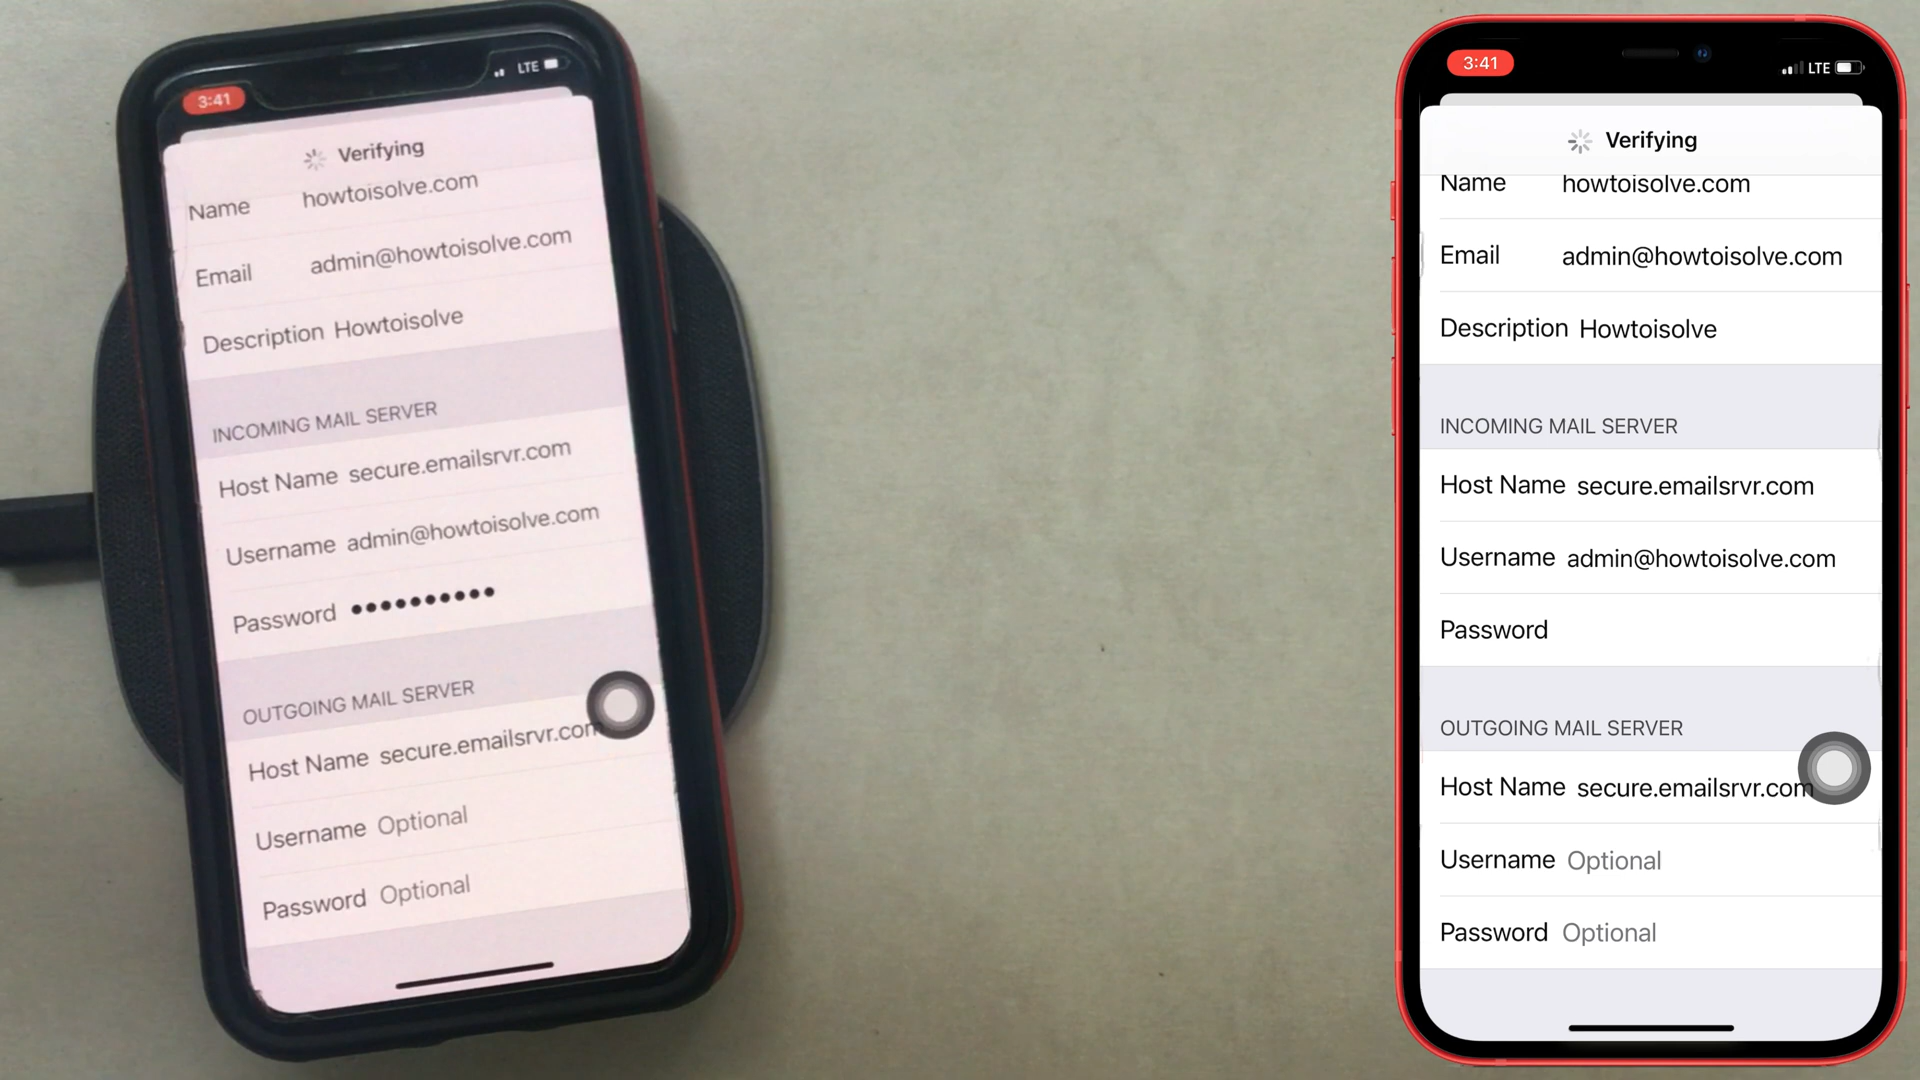 3:41
LTE
Verifying
Name howtoisolve.com
Email admin@howtoisolve.com
Description Howtoisolve
INCOMING MAIL SERVER
Host Name secure.emailsrvr.com
Username admin@howtoisolve.com
Password ••••••••••
OUTGOING MAIL SERVER
Host Name secure.emailsrvr.com
Username Optional
Password Optional
3:41
LTE
Verifying
Name howtoisolve.com
Email admin@howtoisolve.com
Description Howtoisolve
INCOMING MAIL SERVER
Host Name secure.emailsrvr.com
Username admin@howtoisolve.com
Password
OUTGOING MAIL SERVER
Host Name secure.emailsrvr.com
Username Optional
Password Optional